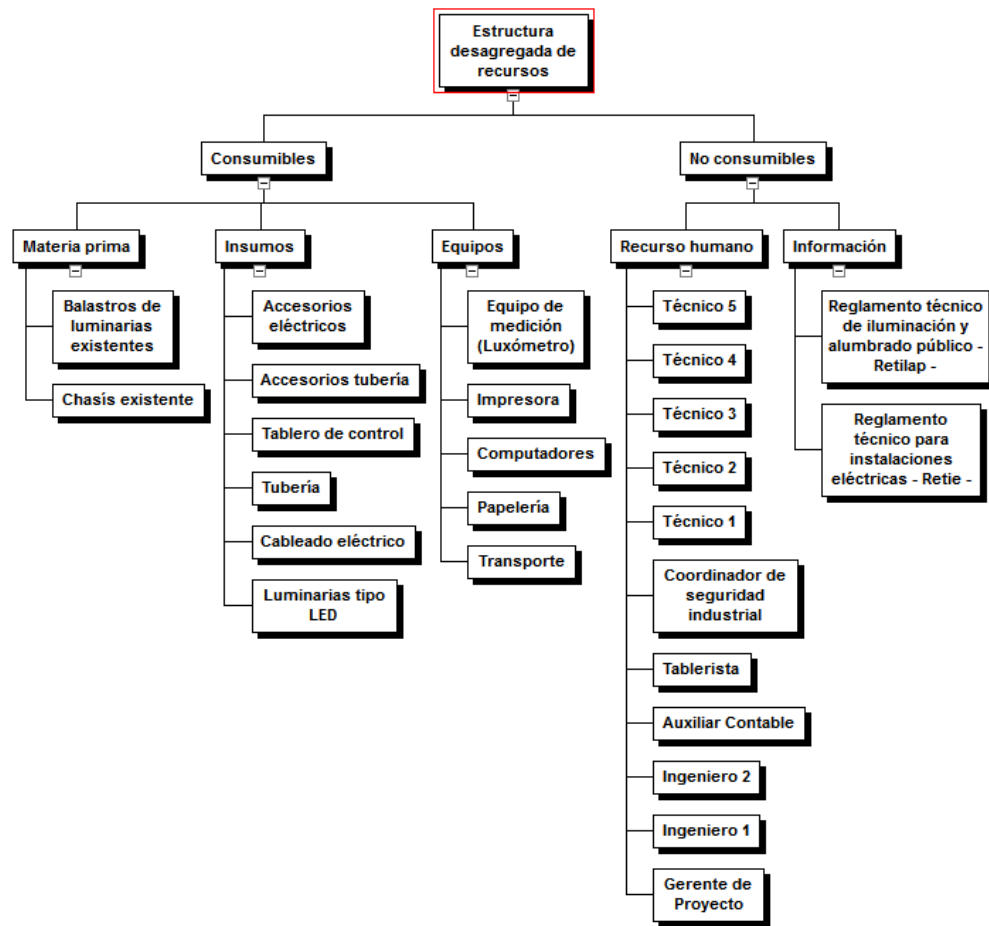 Estructura
desagregada de
recursos
Consumibles
No consumibles
Materia prima
Insumos
Equipos
Recurso humano
Información
Balastros de
luminarias
existentes
Chasís existente
Accesorios
eléctricos
Accesorios tubería
Tablero de control
Tubería
Cableado eléctrico
Luminarias tipo
LED
Equipo de
medición
(Luxómetro)
Impresora
Computadores
Papelería
Transporte
Técnico 5
Técnico 4
Técnico 3
Técnico 2
Técnico 1
Coordinador de
seguridad
industrial
Tablerista
Auxiliar Contable
Ingeniero 2
Ingeniero 1
Gerente de
Proyecto
Reglamento técnico
de iluminación y
alumbrado público -
Retilap -
Reglamento
técnico para
instalaciones
eléctricas - Retie -